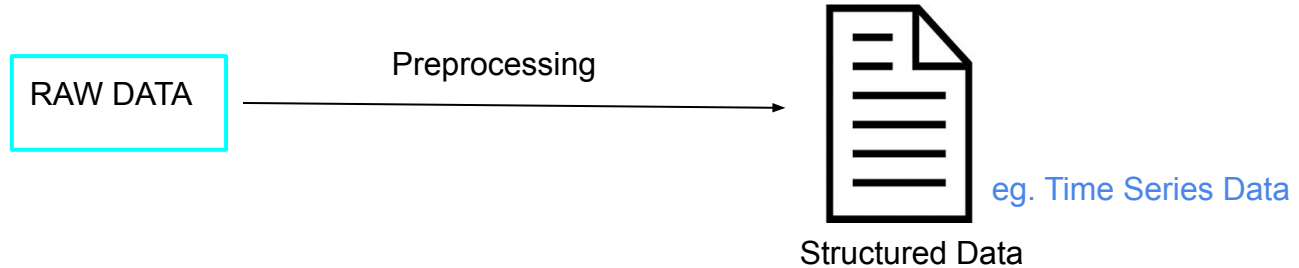 Preprocessing
RAW DATA
eg. Time Series Data
Structured Data